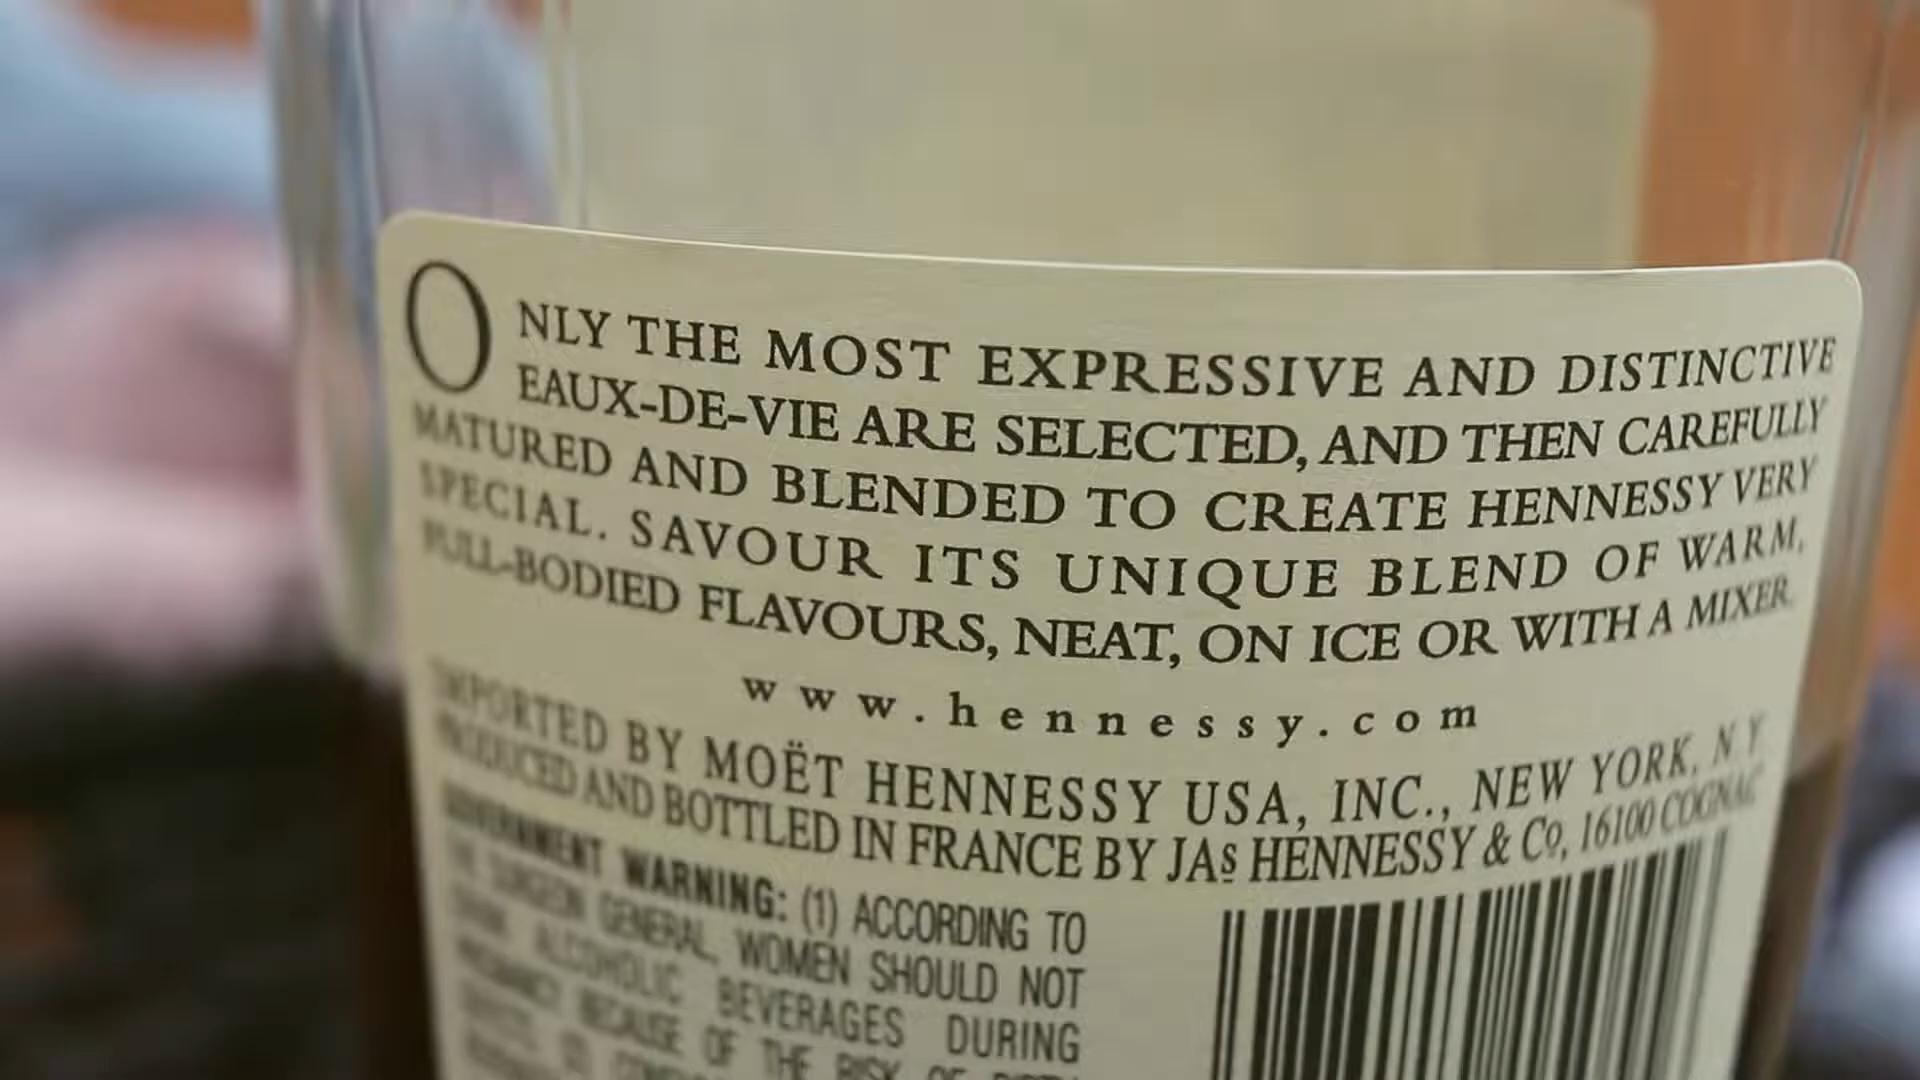 ONLY THE MOST EXPRESSIVE AND DISTINCTIVE
EAUX-DE-VIE ARE SELECTED, AND THEN CAREFULLY
MATURED AND BLENDED TO CREATE HENNESSY VERY
SPECIAL. SAVOUR ITS UNIQUE BLEND OF WARM,
FULL-BODIED FLAVOURS, NEAT, ON ICE OR WITH A MIXER.
www.hennessy.com
IMPORTED BY MOËT HENNESSY USA, INC., NEW YORK, N.Y
PRODUCED AND BOTTLED IN FRANCE BY JAs HENNESSY & Co, 16100 COGNAC
GOVERNMENT WARNING: (1) ACCORDING TO
THE SURGEON GENERAL, WOMEN SHOULD NOT
DRINK ALCOHOLIC BEVERAGES DURING
PREGNANCY BECAUSE OF THE RISK OF BIRTH